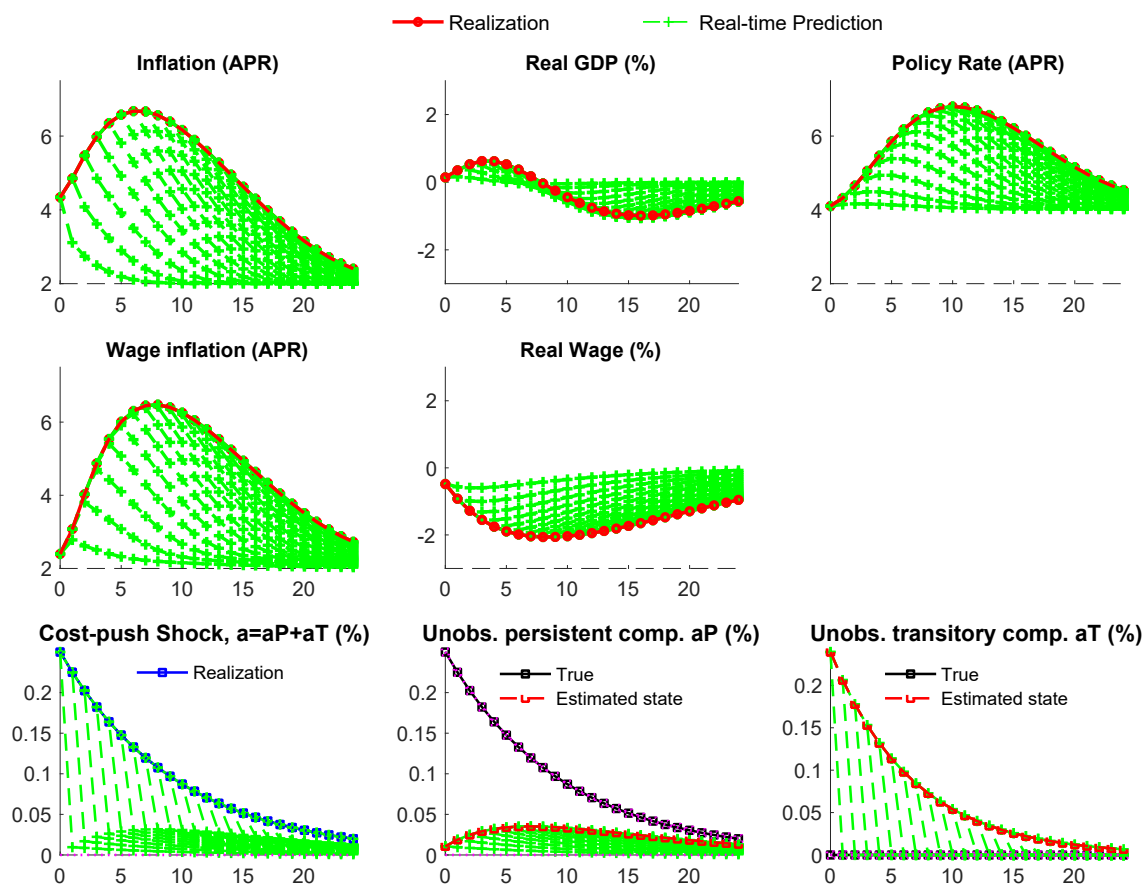 Realization Real-time Prediction
Inflation (APR) Real GDP (%) Policy Rate (APR)
6 2 6
0
4 4
-2
2 2
0 5 10 15 20 0 5 10 15 20 0 5 10 15 20
Wage inflation (APR) Real Wage (%)
6 2
0
4
-2
2
0 5 10 15 20 0 5 10 15 20
Cost-push Shock, a=aP+aT (%) Unobs. persistent comp. aP (%) Unobs. transitory comp. aT (%)
Realization True True
Estimated state Estimated state
0.2 0.2 0.2
0.15 0.15 0.15
0.1 0.1 0.1
0.05 0.05 0.05
0 0 0
0 5 10 15 20 0 5 10 15 20 0 5 10 15 20